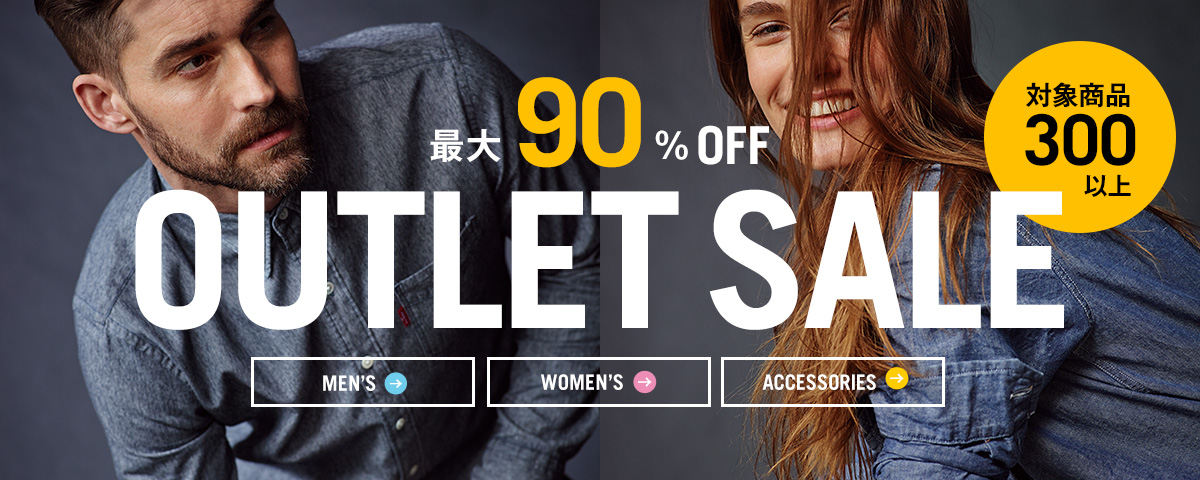 最大 90 % OFF
OUTLET SALE
対象商品
300
以上
MEN'S
WOMEN'S
ACCESSORIES